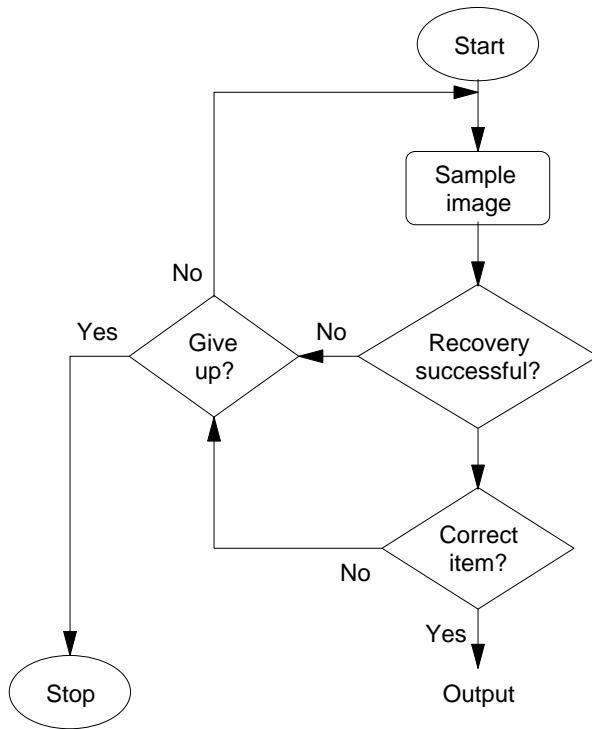 Start
Sample
image
No
Yes
Give
up?
No
Recovery
successful?
Correct
item?
No
Yes
Stop
Output